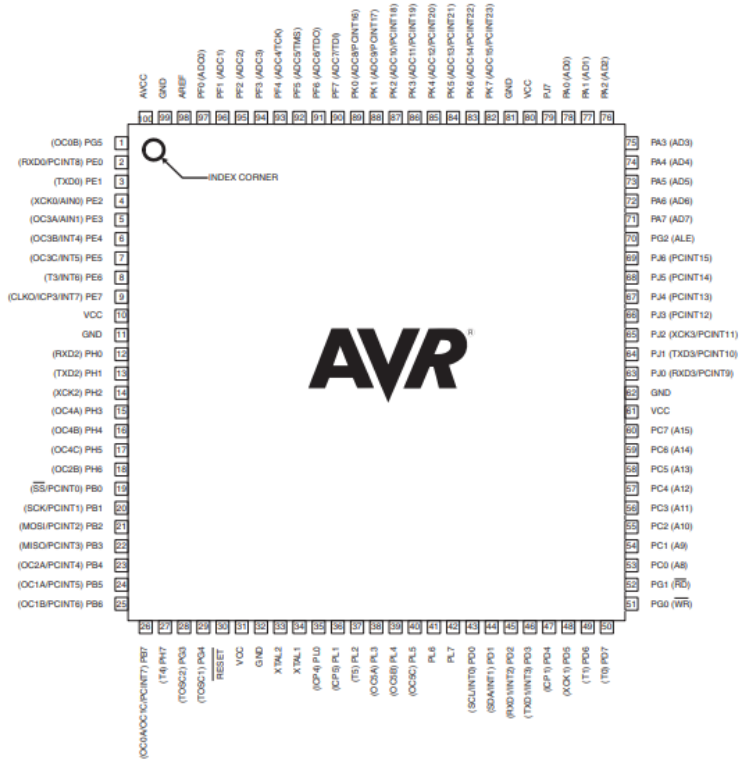 AVCC
GND
AREF
PF0 (ADC0)
PF1 (ADC1)
PF2 (ADC2)
PF3 (ADC3)
PF4 (ADC4/TCK)
PF5 (ADC5/TMS)
PF6 (ADC6/TDO)
PF7 (ADC7/TDI)
PK0 (ADC8/PCINT16)
PK1 (ADC9/PCINT17)
PK2 (ADC10/PCINT18)
PK3 (ADC11/PCINT19)
PK4 (ADC12/PCINT20)
PK5 (ADC13/PCINT21)
PK6 (ADC14/PCINT22)
PK7 (ADC15/PCINT23)
GND
VCC
PJ7
PA0 (AD0)
PA1 (AD1)
PA2 (AD2)
100 99 98 97 96 95 94 93 92 91 90 89 88 87 86 85 84 83 82 81 80 79 78 77 76
(OC0B) PG5 1
(RXD0/PCINT8) PE0 2
(TXD0) PE1 3
(XCK0/AIN0) PE2 4
(OC3A/AIN1) PE3 5
(OC3B/INT4) PE4 6
(OC3C/INT5) PE5 7
(T3/INT6) PE6 8
(CLKO/ICP3/INT7) PE7 9
VCC 10
GND 11
(RXD2) PH0 12
(TXD2) PH1 13
(XCK2) PH2 14
(OC4A) PH3 15
(OC4B) PH4 16
(OC4C) PH5 17
(OC2B) PH6 18
(SS/PCINT0) PB0 19
(SCK/PCINT1) PB1 20
(MOSI/PCINT2) PB2 21
(MISO/PCINT3) PB3 22
(OC2A/PCINT4) PB4 23
(OC1A/PCINT5) PB5 24
(OC1B/PCINT6) PB6 25
INDEX CORNER
AVR®
75 PA3 (AD3)
74 PA4 (AD4)
73 PA5 (AD5)
72 PA6 (AD6)
71 PA7 (AD7)
70 PG2 (ALE)
69 PJ6 (PCINT15)
68 PJ5 (PCINT14)
67 PJ4 (PCINT13)
66 PJ3 (PCINT12)
65 PJ2 (XCK3/PCINT11)
64 PJ1 (TXD3/PCINT10)
63 PJ0 (RXD3/PCINT9)
62 GND
61 VCC
60 PC7 (A15)
59 PC6 (A14)
58 PC5 (A13)
57 PC4 (A12)
56 PC3 (A11)
55 PC2 (A10)
54 PC1 (A9)
53 PC0 (A8)
52 PG1 (RD)
51 PG0 (WR)
26 27 28 29 30 31 32 33 34 35 36 37 38 39 40 41 42 43 44 45 46 47 48 49 50
(OC0A/OC1C/PCINT7) PB7
(T4) PH7
(TOSC2) PG3
(TOSC1) PG4
RESET
VCC
GND
XTAL2
XTAL1
(ICP4) PL0
(ICP5) PL1
(T5) PL2
(OC5A) PL3
(OC5B) PL4
(OC5C) PL5
PL6
PL7
(SCL/INT0) PD0
(SDA/INT1) PD1
(RXD1/INT2) PD2
(TXD1/INT3) PD3
(ICP1) PD4
(XCK1) PD5
(T1) PD6
(T0) PD7